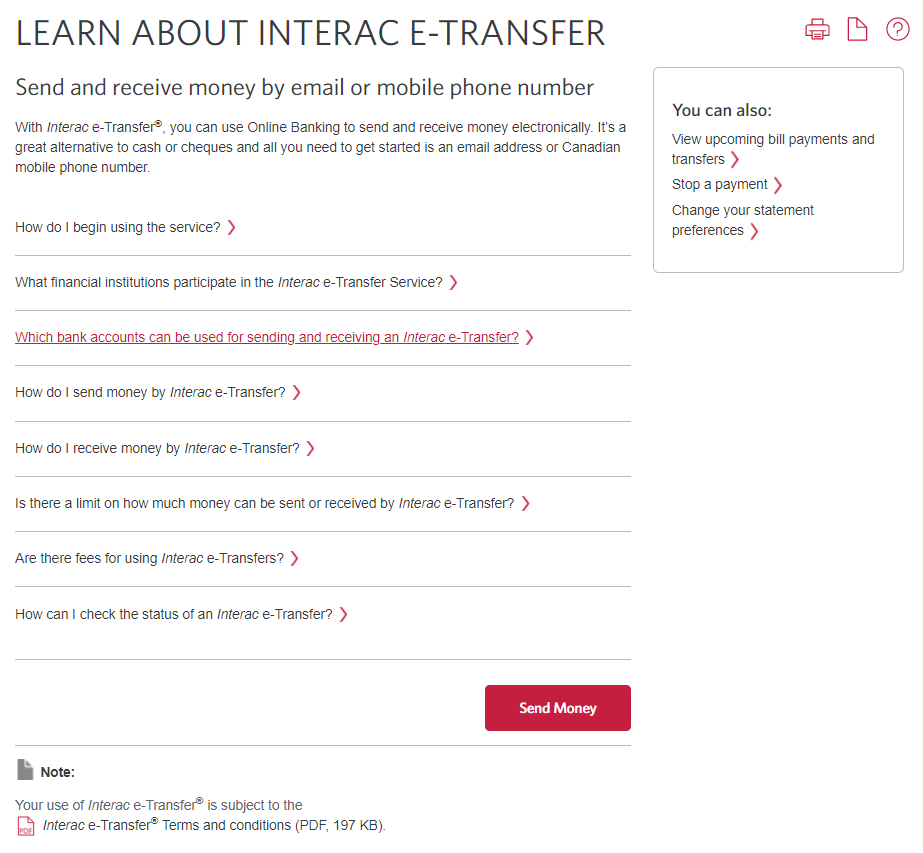 LEARN ABOUT INTERAC E-TRANSFER
Send and receive money by email or mobile phone number
With Interac e-Transfer®, you can use Online Banking to send and receive money electronically. It's a
great alternative to cash or cheques and all you need to get started is an email address or Canadian
mobile phone number.
How do I begin using the service?
What financial institutions participate in the Interac e-Transfer Service?
Which bank accounts can be used for sending and receiving an Interac e-Transfer?
How do I send money by Interac e-Transfer?
How do I receive money by Interac e-Transfer?
Is there a limit on how much money can be sent or received by Interac e-Transfer?
Are there fees for using Interac e-Transfers?
How can I check the status of an Interac e-Transfer?
Send Money
Note:
Your use of Interac e-Transfer® is subject to the
PDF Interac e-Transfer® Terms and conditions (PDF, 197 KB).
?
You can also:
View upcoming bill payments and
transfers
Stop a payment
Change your statement
preferences